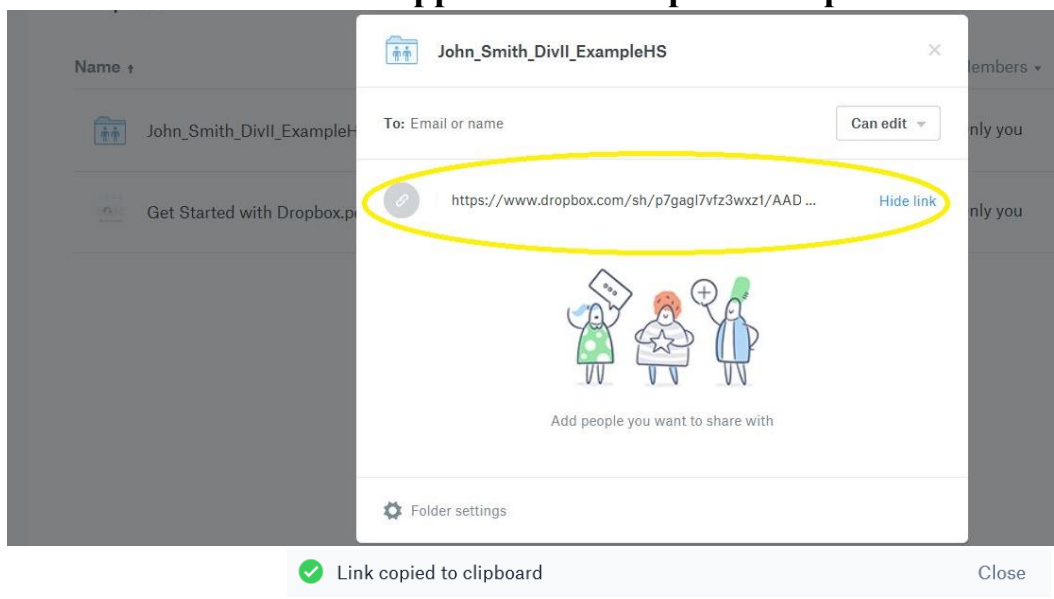 John_Smith_DivII_ExampleHS
Name
To: Email or name
Can edit
John_Smith_DivII_ExampleH
nly you
https://www.dropbox.com/sh/p7gagl7vfz3wxz1/AAD ...
Hide link
Get Started with Dropbox.p
nly you
Add people you want to share with
Folder settings
Link copied to clipboard
Close